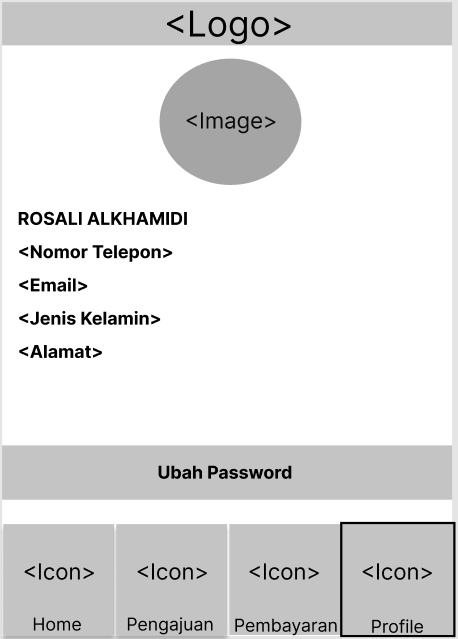 <Logo>
<Image>
ROSALI ALKHAMIDI
<Nomor Telepon>
<Email>
<Jenis Kelamin>
<Alamat>
Ubah Password
<Icon> <Icon> <Icon> <Icon>
Home Pengajuan Pembayaran Profile